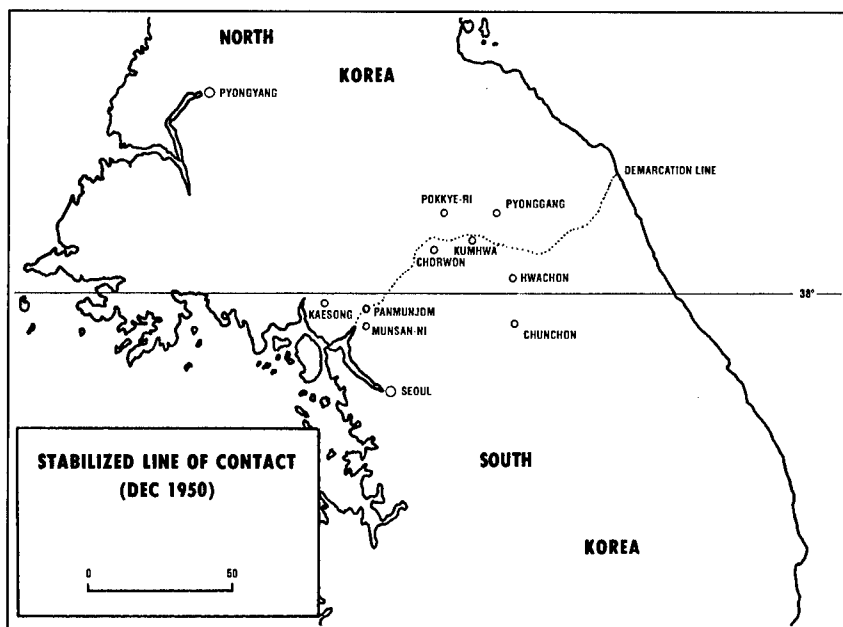 NORTH
KOREA
PYONGYANG
DEMARCATION LINE
POKKYE-RI
PYONGGANG
KUMHWA
CHORWON
HWACHON
38°
KAESONG
PANMUNJOM
MUNSAN-NI
CHUNCHON
SEOUL
SOUTH
KOREA
STABILIZED LINE OF CONTACT
(DEC 1950)
0 50